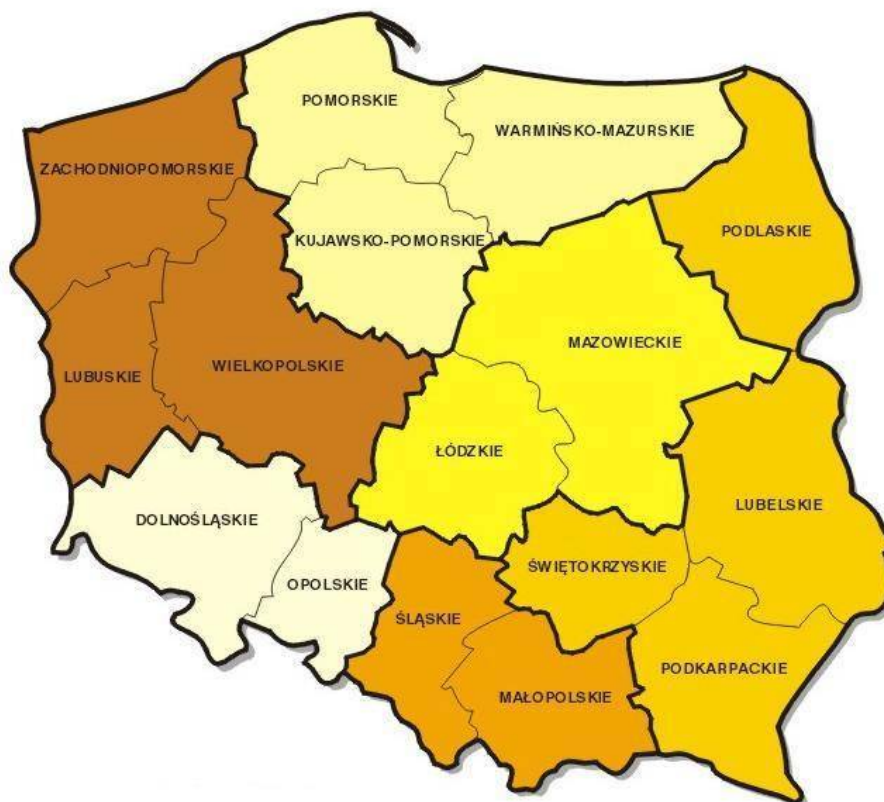 POMORSKIE
WARMIŃSKO-MAZURSKIE
ZACHODNIOPOMORSKIE
KUJAWSKO-POMORSKIE
PODLASKIE
MAZOWIECKIE
WIELKOPOLSKIE
LUBUSKIE
ŁÓDZKIE
LUBELSKIE
DOLNOŚLĄSKIE
ŚWIĘTOKRZYSKIE
OPOLSKIE
ŚLĄSKIE
PODKARPACKIE
MAŁOPOLSKIE